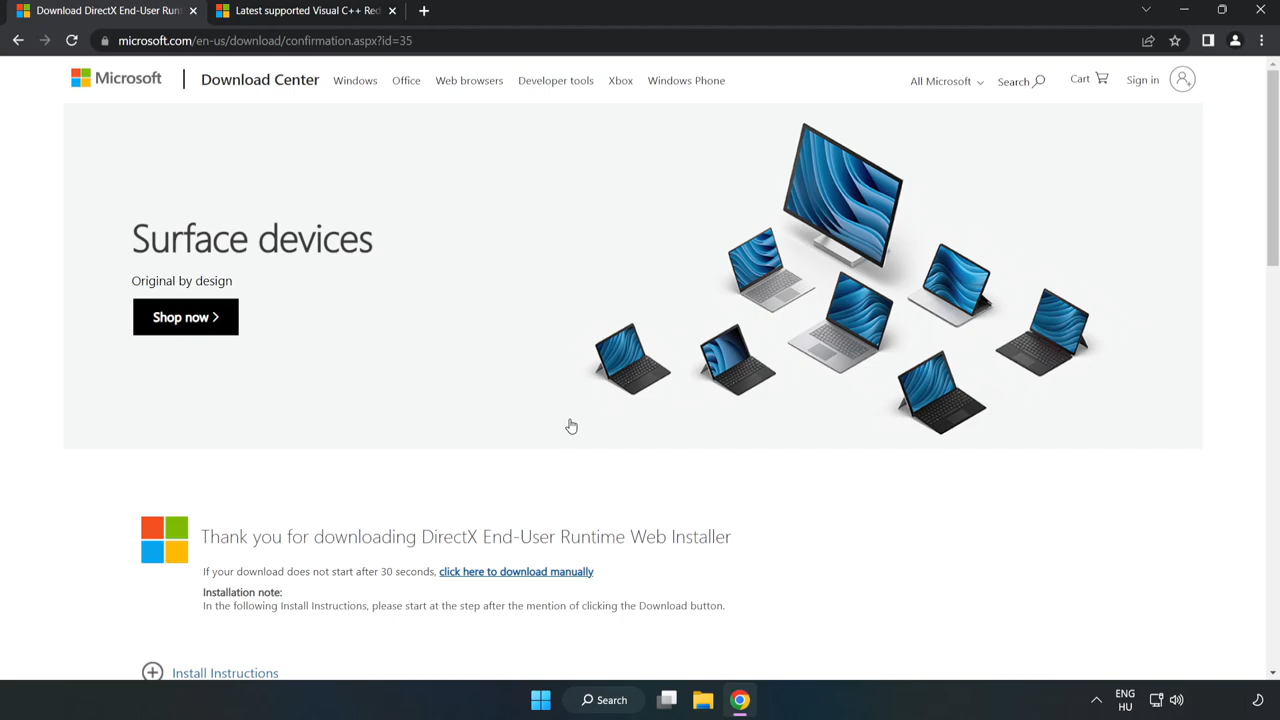 Download DirectX End-User Run
Latest supported Visual C++ Red
microsoft.com/en-us/download/confirmation.aspx?id=35
Microsoft
Download Center
Windows
Office
Web browsers
Developer tools
Xbox
Windows Phone
All Microsoft
Search
Cart
Sign in
Surface devices
Original by design
Shop now
Thank you for downloading DirectX End-User Runtime Web Installer
If your download does not start after 30 seconds, click here to download manually
Installation note:
In the following Install Instructions, please start at the step after the mention of clicking the Download button.
Install Instructions
Search
ENG
HU